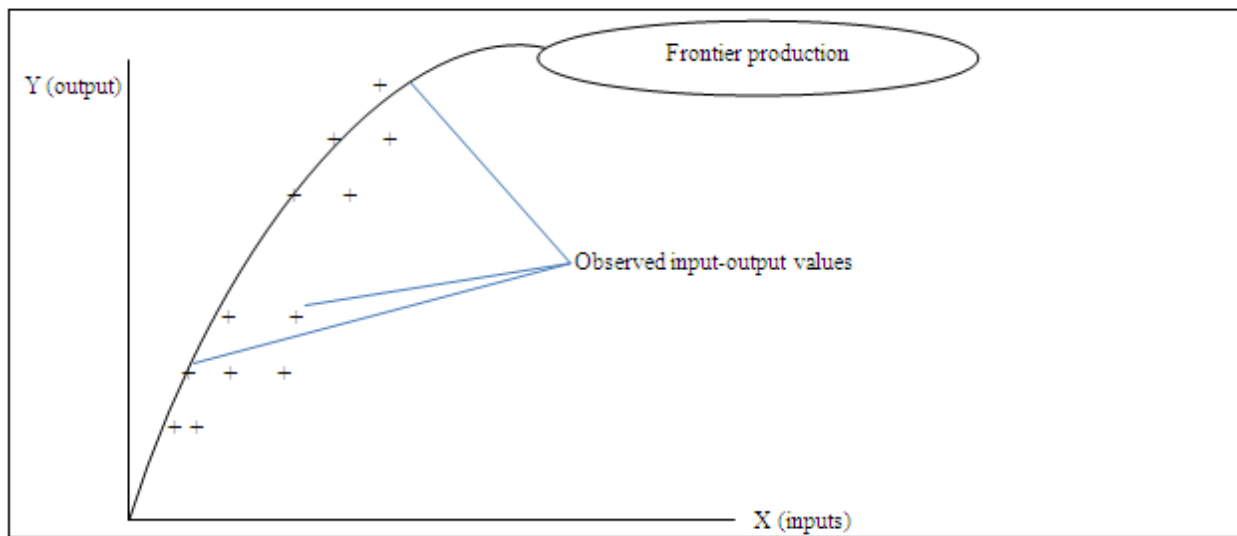 Frontier production
Y (output)
Observed input-output values
X (inputs)